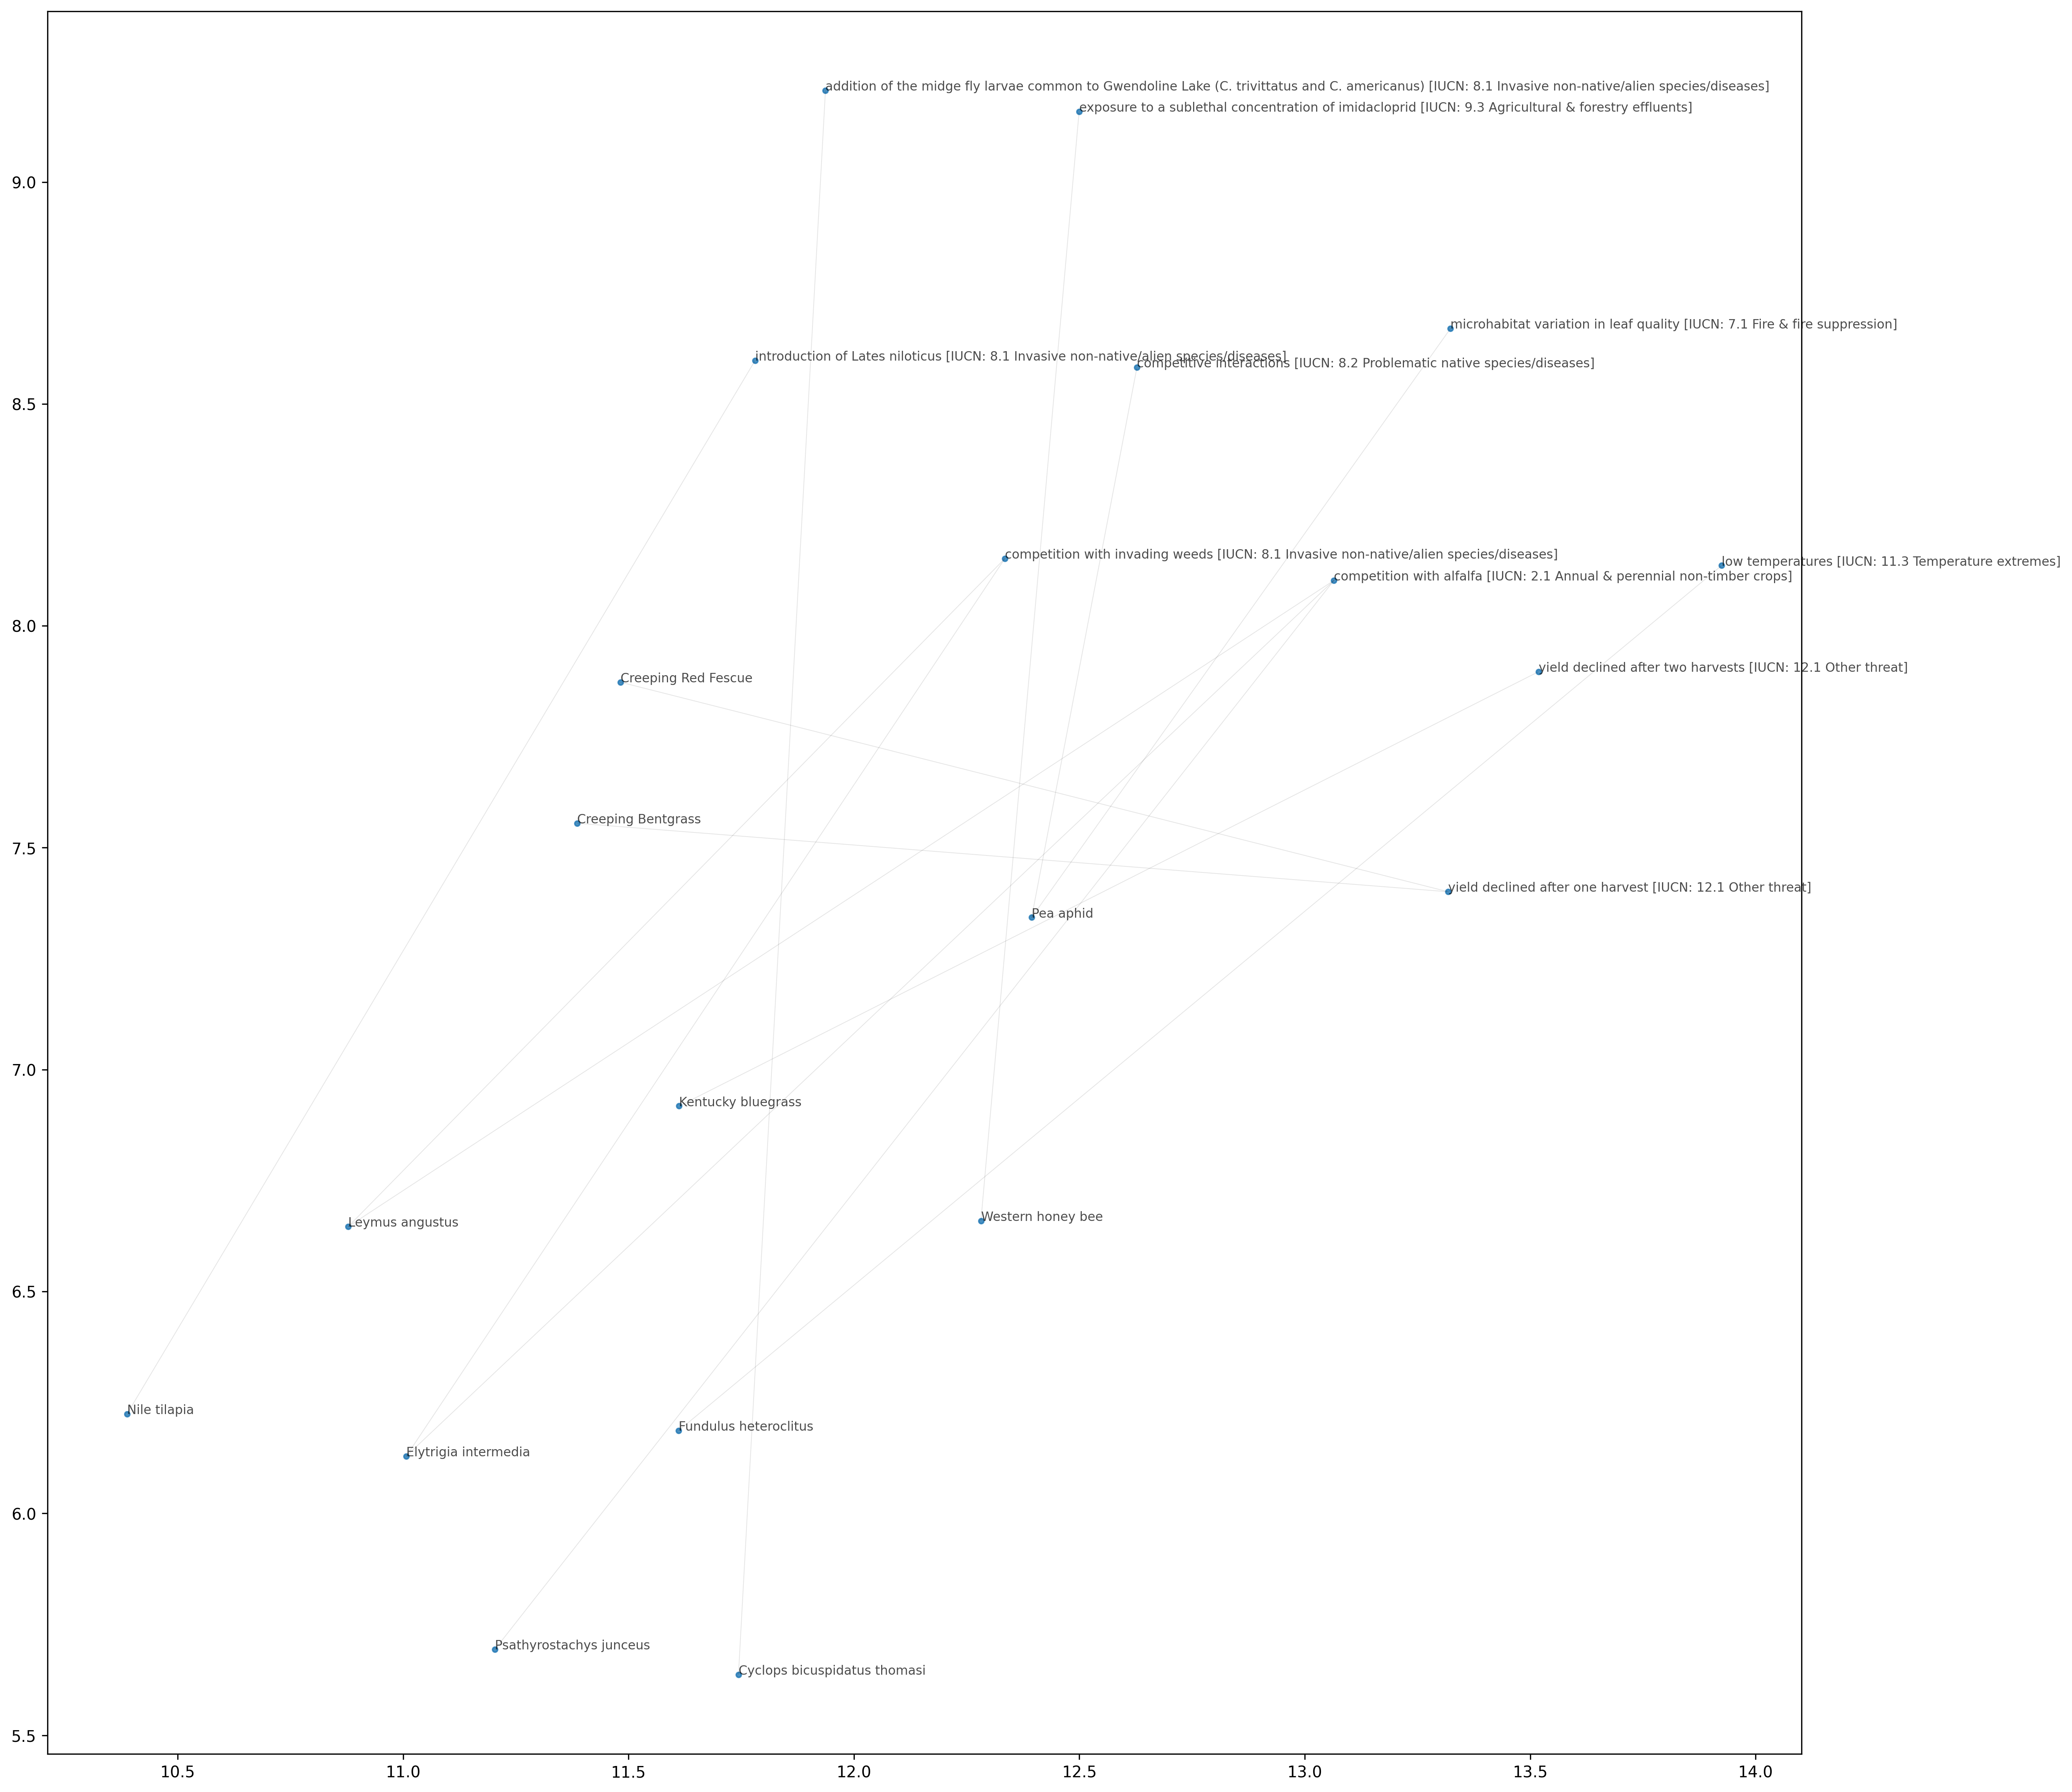 addition of the midge fly larvae common to Gwendoline Lake (C. trivittatus and C. americanus) [IUCN: 8.1 Invasive non-native/alien species/diseases]
exposure to a sublethal concentration of imidacloprid [IUCN: 9.3 Agricultural & forestry effluents]
9.0
microhabitat variation in leaf quality [IUCN: 7.1 Fire & fire suppression]
introduction of Lates niloticus [IUCN: 8.1 Invasive non-native/alien species/diseases]
competitive interactions [IUCN: 8.2 Problematic native species/diseases]
8.5
competition with invading weeds [IUCN: 8.1 Invasive non-native/alien species/diseases]
low temperatures [IUCN: 11.3 Temperature extremes]
competition with alfalfa [IUCN: 2.1 Annual & perennial non-timber crops]
8.0
yield declined after two harvests [IUCN: 12.1 Other threat]
Creeping Red Fescue
Creeping Bentgrass
7.5
yield declined after one harvest [IUCN: 12.1 Other threat]
Pea aphid
Kentucky bluegrass
7.0
Western honey bee
Leymus angustus
6.5
Nile tilapia
Fundulus heteroclitus
Elytrigia intermedia
6.0
Psathyrostachys junceus
Cyclops bicuspidatus thomasi
5.5
10.5 11.0 11.5 12.0 12.5 13.0 13.5 14.0